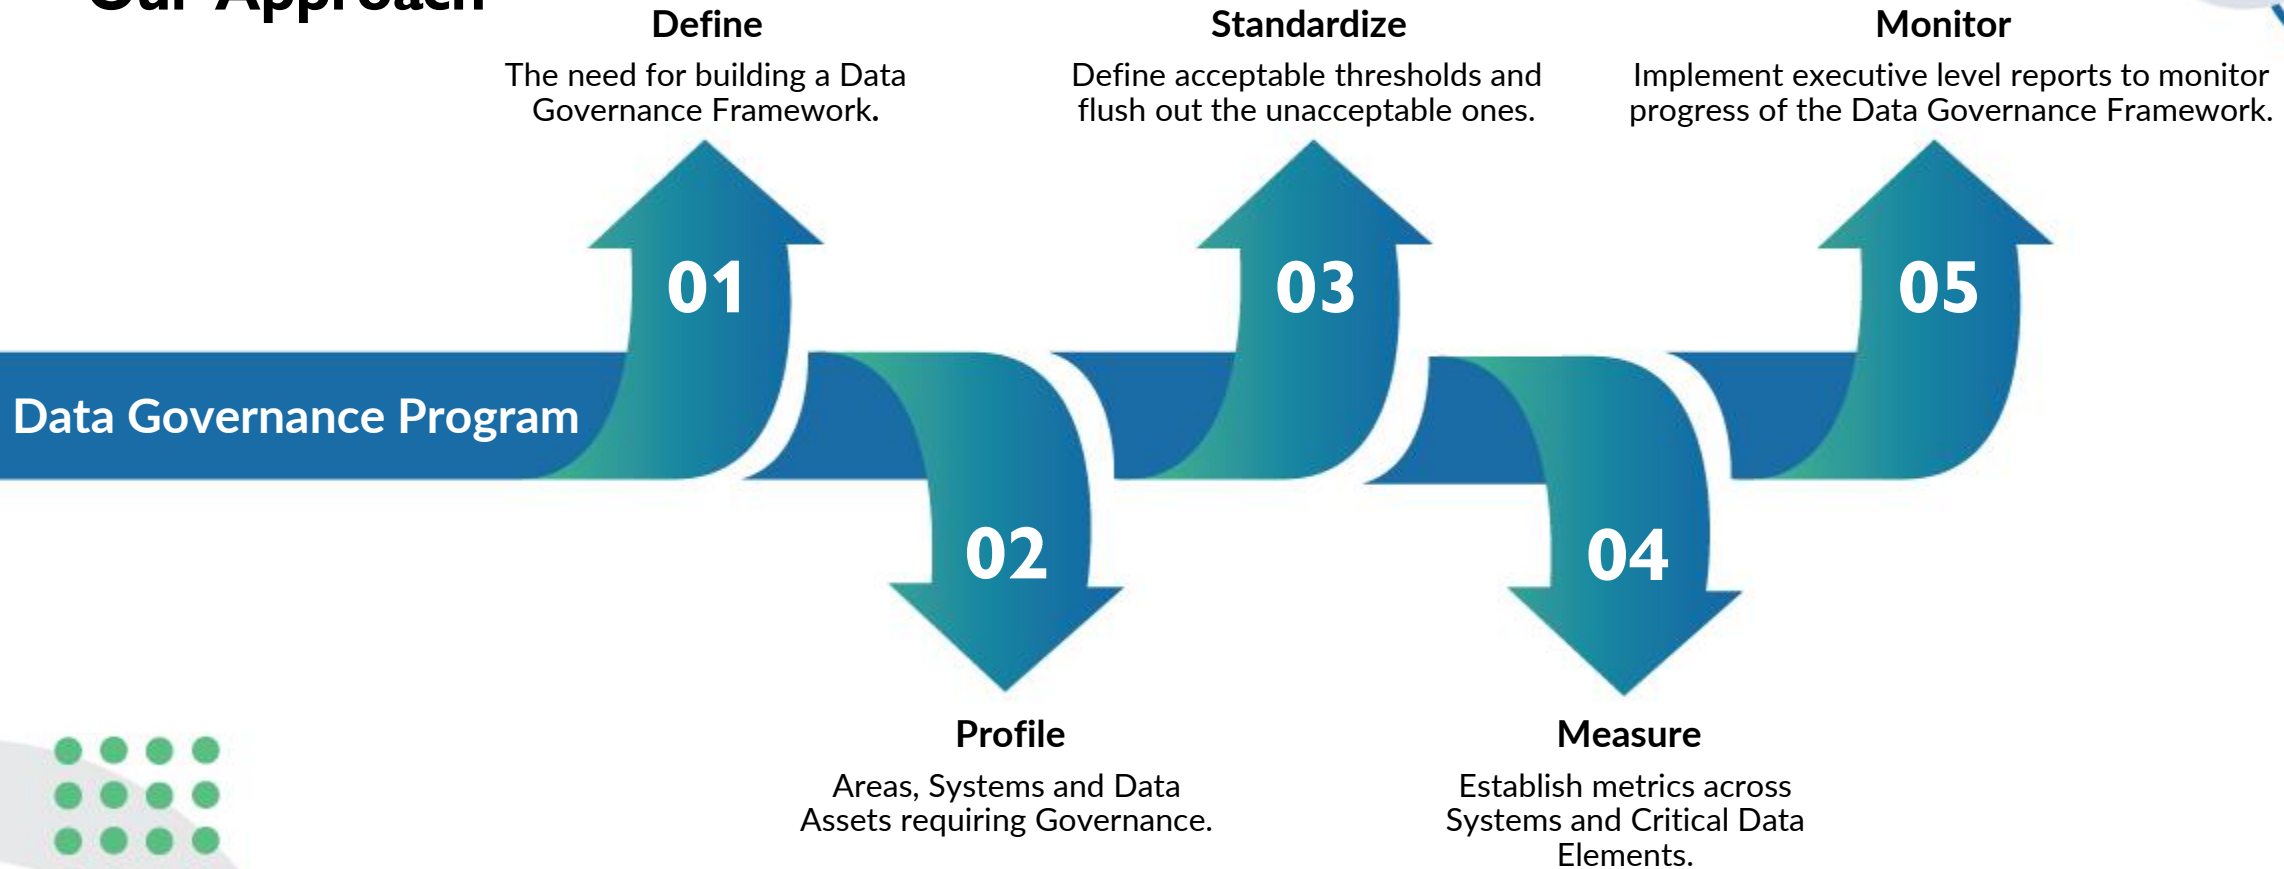 Our Approach
Define
The need for building a Data
Governance Framework.
Standardize
Define acceptable thresholds and
flush out the unacceptable ones.
Monitor
Implement executive level reports to monitor
progress of the Data Governance Framework.
01
03
05
Data Governance Program
02
04
Profile
Areas, Systems and Data
Assets requiring Governance.
Measure
Establish metrics across
Systems and Critical Data
Elements.